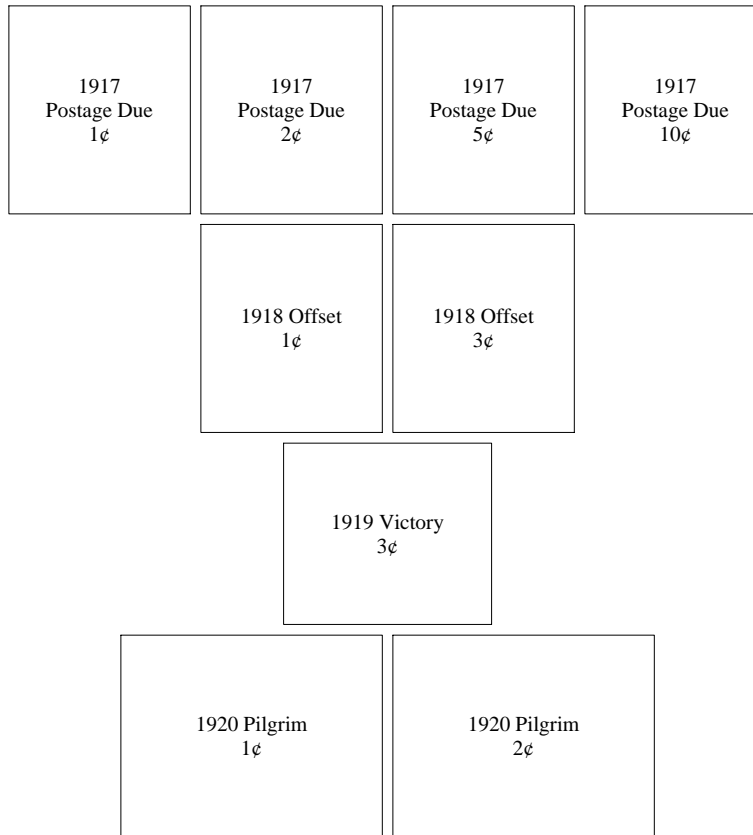 1917
Postage Due
1¢
1917
Postage Due
2¢
1917
Postage Due
5¢
1917
Postage Due
10¢
1918 Offset
1¢
1918 Offset
3¢
1919 Victory
3¢
1920 Pilgrim
1¢
1920 Pilgrim
2¢